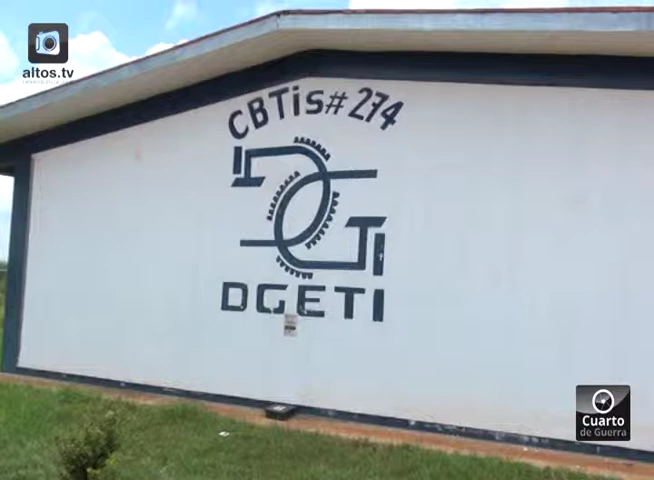 altos.tv
CBTis#274
DGETI
Cuarto
de Guerra